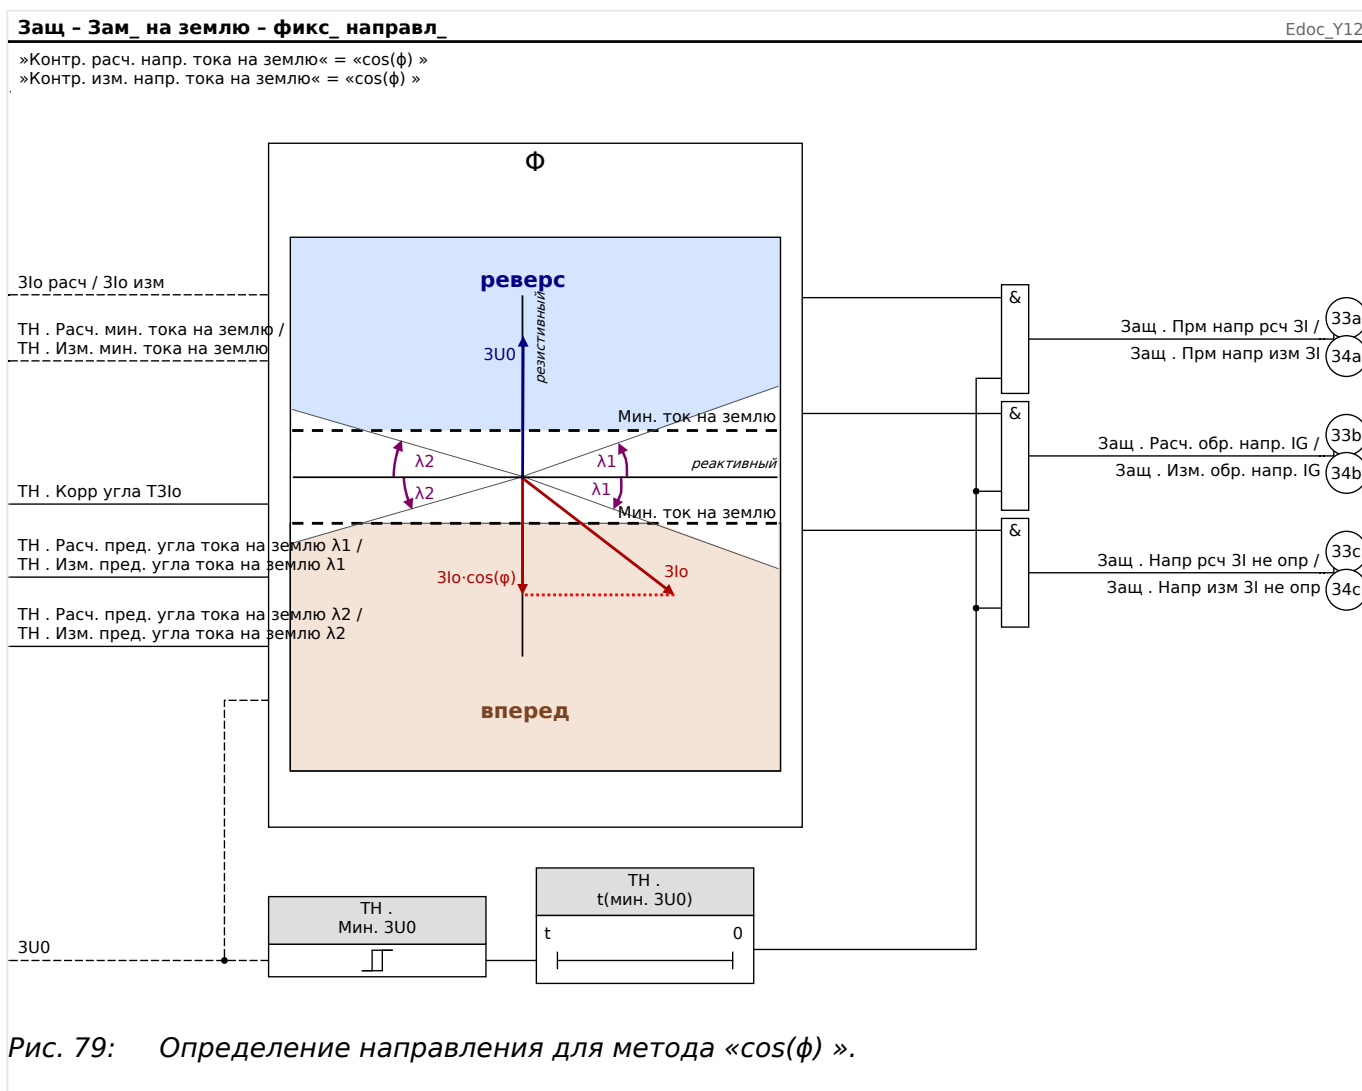 Защ – Зам_ на землю – фикс_ направл_
Edoc_Y12
»Контр. расч. напр. тока на землю« = «cos(ϕ) »
»Контр. изм. напр. тока на землю« = «cos(ϕ) »
Φ
реверс
резистивный
3U0
3Iо расч / 3Iо изм
ТН . Расч. мин. тока на землю /
ТН . Изм. мин. тока на землю
Мин. ток на землю
реактивный
λ2
λ1
λ2
λ1
Мин. ток на землю
ТН . Корр угла Т3Iо
ТН . Расч. пред. угла тока на землю λ1 /
ТН . Изм. пред. угла тока на землю λ1
3Iо·cos(φ)
3Iо
ТН . Расч. пред. угла тока на землю λ2 /
ТН . Изм. пред. угла тока на землю λ2
вперед
&
Защ . Прм напр рсч 3I /
33a
Защ . Прм напр изм 3I
34a
&
Защ . Расч. обр. напр. IG /
33b
Защ . Изм. обр. напр. IG
34b
&
Защ . Напр рсч 3I не опр /
33c
Защ . Напр изм 3I не опр
34c
3U0
ТН .
Мин. 3U0
ТН .
t(мин. 3U0)
t
0
Рис. 79: Определение направления для метода «cos(ϕ) ».